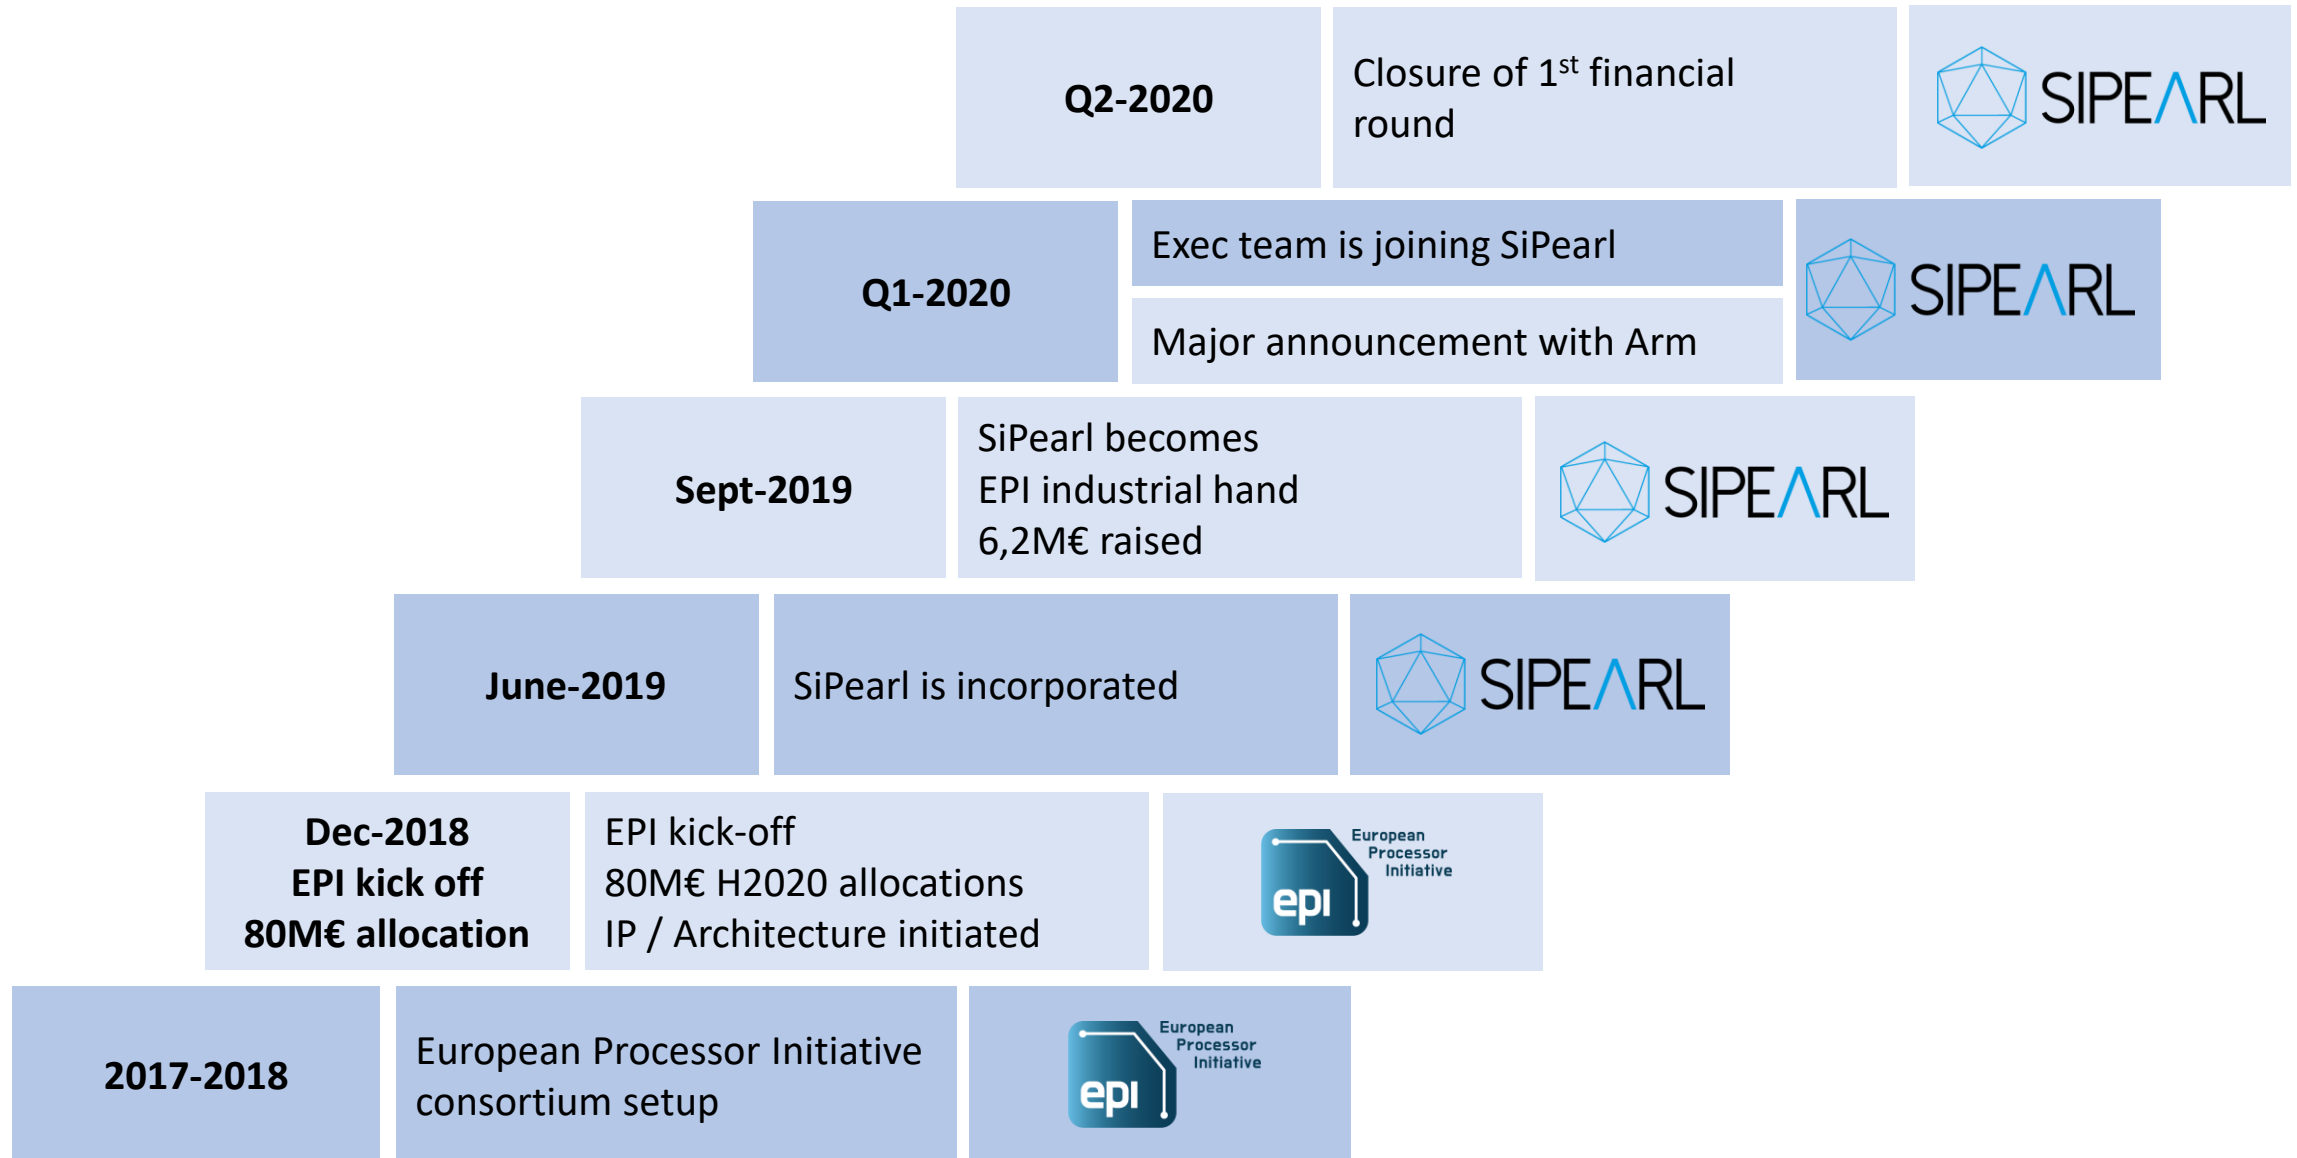 Q2-2020
Closure of 1st financial
round
SIPEARL
Q1-2020
Exec team is joining SiPearl
Major announcement with Arm
SIPEARL
Sept-2019
SiPearl becomes
EPI industrial hand
6,2M€ raised
SIPEARL
June-2019
SiPearl is incorporated
SIPEARL
Dec-2018
EPI kick off
80M€ allocation
EPI kick-off
80M€ H2020 allocations
IP / Architecture initiated
European
Processor
Initiative
epi
2017-2018
European Processor Initiative
consortium setup
European
Processor
Initiative
epi